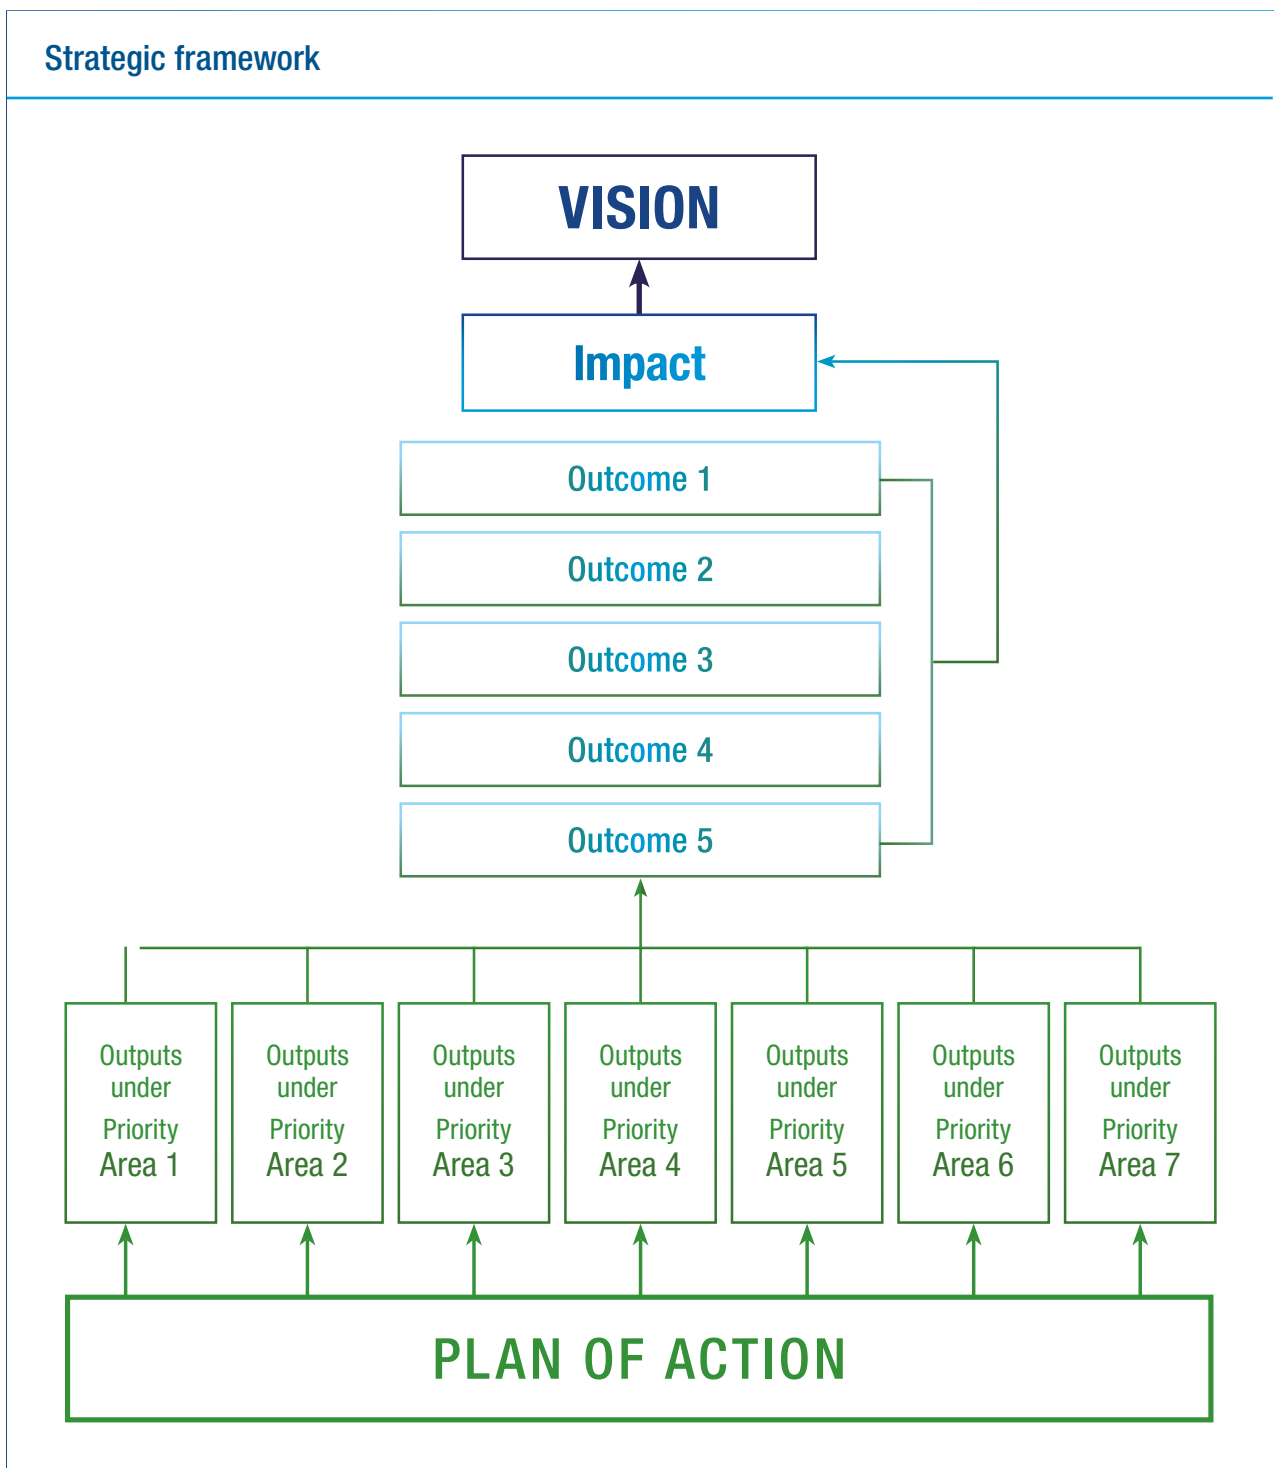 Strategic framework
VISION
Impact
Outcome 1
Outcome 2
Outcome 3
Outcome 4
Outcome 5
Outputs
under
Priority
Area 1
Outputs
under
Priority
Area 2
Outputs
under
Priority
Area 3
Outputs
under
Priority
Area 4
Outputs
under
Priority
Area 5
Outputs
under
Priority
Area 6
Outputs
under
Priority
Area 7
PLAN OF ACTION